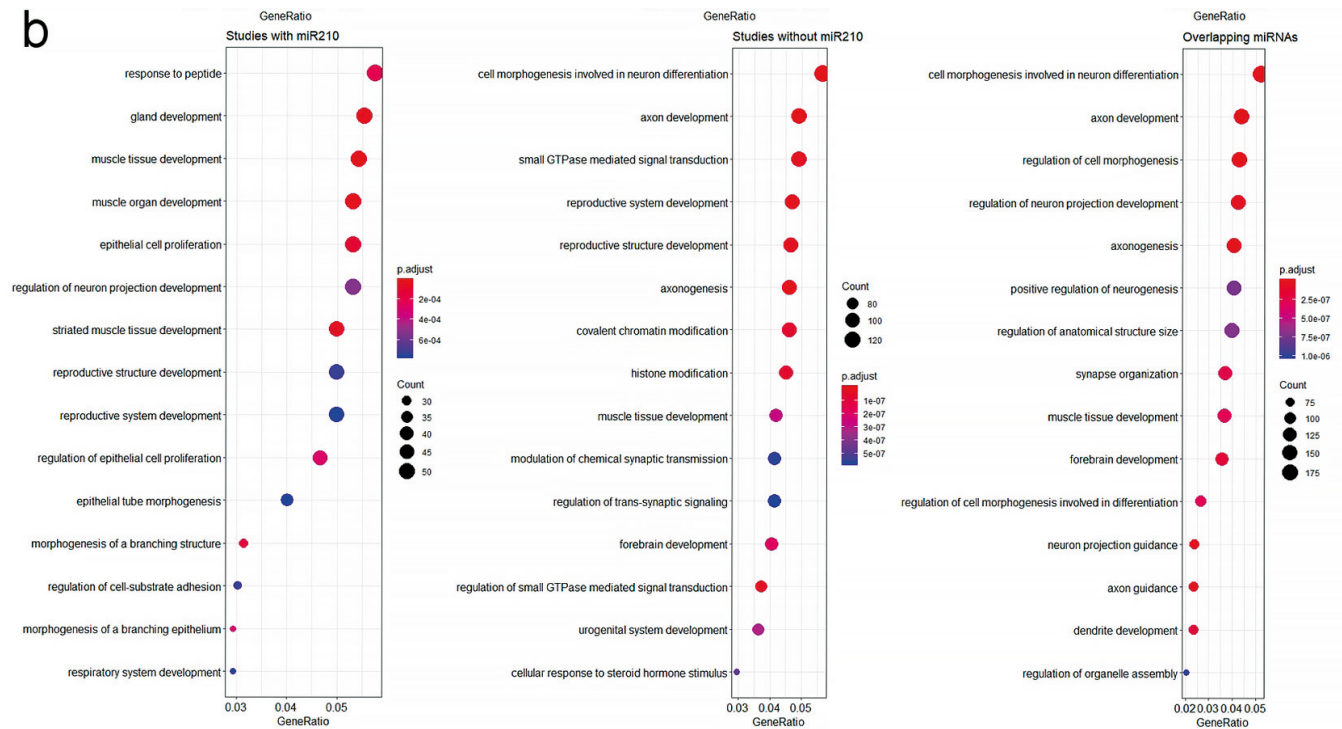 b
GeneRatio
Studies with miR210
response to peptide
gland development
muscle tissue development
muscle organ development
epithelial cell proliferation
regulation of neuron projection development
striated muscle tissue development
reproductive structure development
reproductive system development
regulation of epithelial cell proliferation
epithelial tube morphogenesis
morphogenesis of a branching structure
regulation of cell-substrate adhesion
morphogenesis of a branching epithelium
respiratory system development
0.03 0.04 0.05
GeneRatio
p.adjust
2e-04
4e-04
6e-04
Count
30
35
40
45
50
GeneRatio
Studies without miR210
cell morphogenesis involved in neuron differentiation
axon development
small GTPase mediated signal transduction
reproductive system development
reproductive structure development
axonogenesis
covalent chromatin modification
histone modification
muscle tissue development
modulation of chemical synaptic transmission
regulation of trans-synaptic signaling
forebrain development
regulation of small GTPase mediated signal transduction
urogenital system development
cellular response to steroid hormone stimulus
0.03 0.04 0.05
GeneRatio
Count
80
100
120
p.adjust
1e-07
2e-07
3e-07
4e-07
5e-07
GeneRatio
Overlapping miRNAs
cell morphogenesis involved in neuron differentiation
axon development
regulation of cell morphogenesis
regulation of neuron projection development
axonogenesis
positive regulation of neurogenesis
regulation of anatomical structure size
synapse organization
muscle tissue development
forebrain development
regulation of cell morphogenesis involved in differentiation
neuron projection guidance
axon guidance
dendrite development
regulation of organelle assembly
0.02 0.03 0.04 0.05
GeneRatio
p.adjust
2.5e-07
5.0e-07
7.5e-07
1.0e-06
Count
75
100
125
150
175